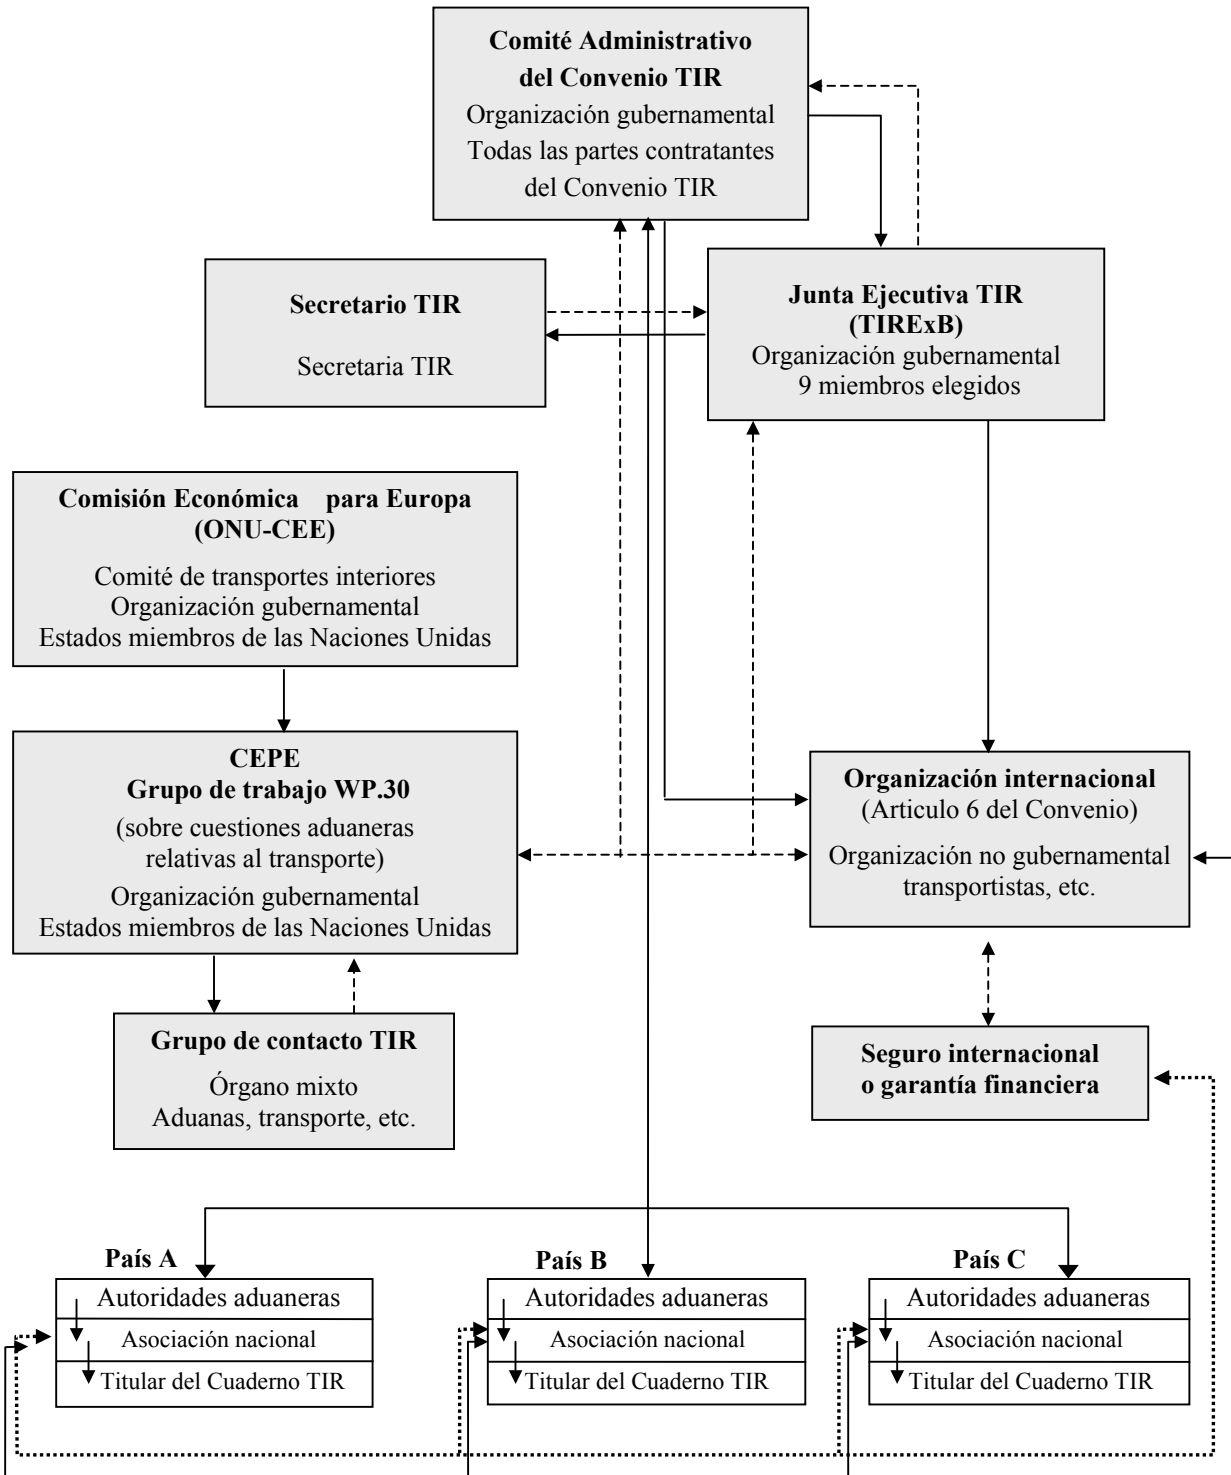 Comité Administrativo
del Convenio TIR
Organización gubernamental
Todas las partes contratantes
del Convenio TIR
Secretario TIR
Secretaria TIR
Junta Ejecutiva TIR
(TIRExB)
Organización gubernamental
9 miembros elegidos
Comisión Económica para Europa
(ONU-CEE)
Comité de transportes interiores
Organización gubernamental
Estados miembros de las Naciones Unidas
CEPE
Grupo de trabajo WP.30
(sobre cuestiones aduaneras
relativas al transporte)
Organización gubernamental
Estados miembros de las Naciones Unidas
Organización internacional
(Articulo 6 del Convenio)
Organización no gubernamental
transportistas, etc.
Grupo de contacto TIR
Órgano mixto
Aduanas, transporte, etc.
Seguro internacional
o garantía financiera
País A
Autoridades aduaneras
Asociación nacional
Titular del Cuaderno TIR
País B
Autoridades aduaneras
Asociación nacional
Titular del Cuaderno TIR
País C
Autoridades aduaneras
Asociación nacional
Titular del Cuaderno TIR